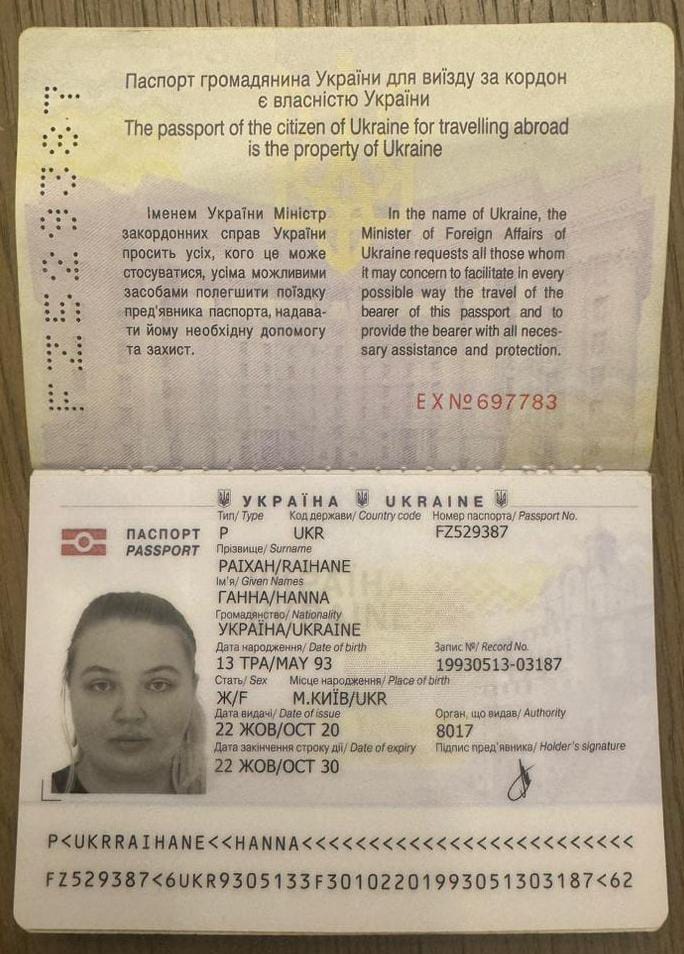 FZ529387
Паспорт громадянина України для виїзду за кордон
є власністю України
The passport of the citizen of Ukraine for travelling abroad
is the property of Ukraine
Іменем України Міністр
закордонних справ України
просить усіх, кого це може
стосуватися, усіма можливими
засобами полегшити поїздку
пред'явника паспорта, надава-
ти йому необхідну допомогу
та захист.
In the name of Ukraine, the
Minister of Foreign Affairs of
Ukraine requests all those whom
it may concern to facilitate in every
possible way the travel of the
bearer of this passport and to
provide the bearer with all neces-
sary assistance and protection.
EX№697783
УКРАЇНА UKRAINE
ПАСПОРТ
PASSPORT
Тип/ Type Код держави/ Country code Номер паспорта/ Passport No.
P UKR FZ529387
Прізвище/ Surname
РАІХАН/RAIHANE
Ім'я/ Given Names
ГАННА/HANNA
Громадянство/ Nationality
УКРАЇНА/UKRAINE
Дата народження/ Date of birth Запис №/ Record No.
13 ТРА/MAY 93 19930513-03187
Стать/ Sex Місце народження/ Place of birth
Ж/F М.КИЇВ/UKR
Дата видачі/ Date of issue Орган, що видав/ Authority
22 ЖОВ/OCT 20 8017
Дата закінчення строку дії/ Date of expiry Підпис пред'явника/ Holder's signature
22 ЖОВ/OCT 30
P<UKRRAIHANE<<HANNA<<<<<<<<<<<<<<<<<<<<<<<<<
FZ529387<6UKR9305133F3010220199305​1303187<62